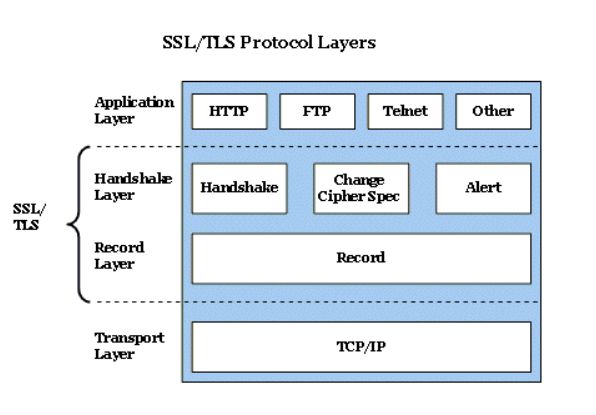 SSL/TLS Protocol Layers
Application
Layer
HTTP
FTP
Telnet
Other
SSL/
TLS
Handshake
Layer
Handshake
Change
Cipher Spec
Alert
Record
Layer
Record
Transport
Layer
TCP/IP